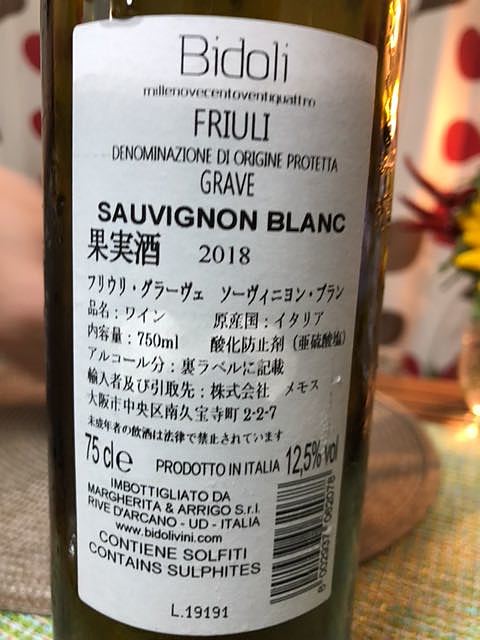 Bidoli
millenovecentoventiquattro
FRIULI
DENOMINAZIONE DI ORIGINE PROTETTA
GRAVE
SAUVIGNON BLANC
果実酒 2018
フリウリ・グラーヴェ ソーヴィニヨン・ブラン
品名：ワイン 原産国：イタリア
内容量：750ml 酸化防止剤（亜硫酸塩）
アルコール分：裏ラベルに記載
輸入者及び引取先：株式会社 メモス
大阪市中央区南久宝寺町 2-2-7
未成年者の飲酒は法律で禁止されています
75 cl℮ PRODOTTO IN ITALIA 12,5% vol
IMBOTTIGLIATO DA
MARGHERITA & ARRIGO S.r.l.
RIVE D'ARCANO - UD - ITALIA
www.bidolivini.com
CONTIENE SOLFITI
CONTAINS SULPHITES
L.19191